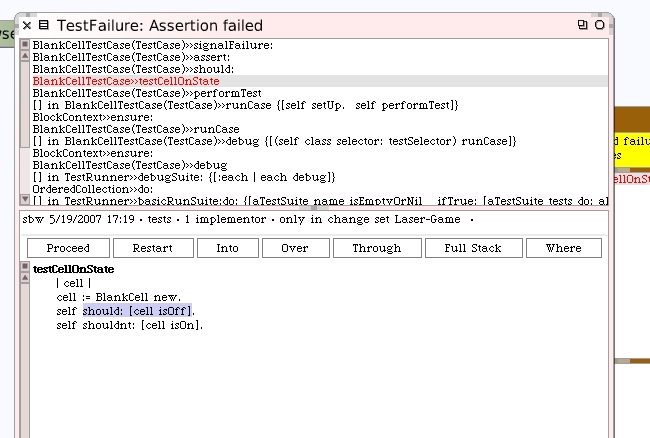 TestFailure: Assertion failed
BlankCellTestCase(TestCase)>>signalFailure:
BlankCellTestCase(TestCase)>>assert:
BlankCellTestCase(TestCase)>>should:
BlankCellTestCase>>testCellOnState
BlankCellTestCase(TestCase)>>performTest
[] in BlankCellTestCase(TestCase)>>runCase {[self setUp. self performTest]}
BlockContext>>ensure:
BlankCellTestCase(TestCase)>>runCase
[] in BlankCellTestCase(TestCase)>>debug {[(self class selector: testSelector) runCase]}
BlockContext>>ensure:
BlankCellTestCase(TestCase)>>debug
[] in TestRunner>>debugSuite: {[:each | each debug]}
OrderedCollection>>do:
[] in TestRunner>>basicRunSuite:do: {[aTestSuite name isEmptyOrNil ifTrue: [aTestSuite tests do: a
sbw 5/19/2007 17:19 · tests · 1 implementor · only in change set Laser-Game ·
Proceed Restart Into Over Through Full Stack Where
testCellOnState
| cell |
cell := BlankCell new.
self should: [cell isOff].
self shouldnt: [cell isOn].